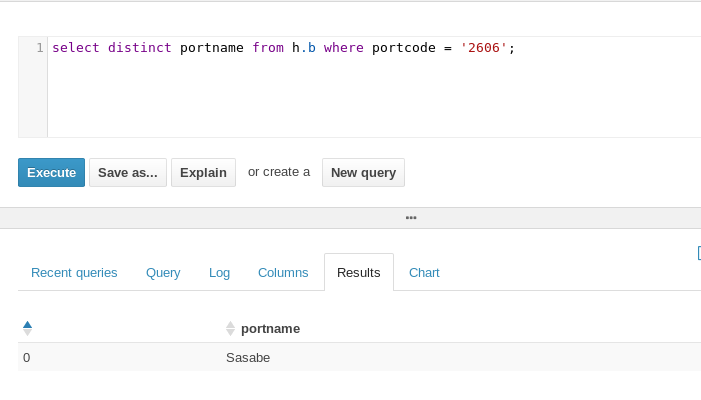 1 select distinct portname from h.b where portcode = '2606';
Execute Save as... Explain or create a New query
Recent queries Query Log Columns Results Chart
portname
0 Sasabe